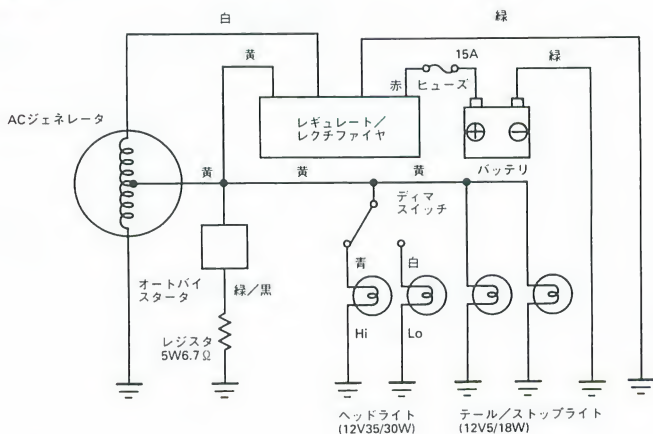 白
緑
黄
15A
緑
赤
ヒューズ
ACジェネレータ
レギュレート／
レクチファイヤ
バッテリ
黄
黄
黄
ディマ
スイッチ
青
白
オートバイ
スタータ
緑／黒
レジスタ
5W6.7Ω
Hi
Lo
ヘッドライト
(12V35/30W)
テール／ストップライト
(12V5/18W)